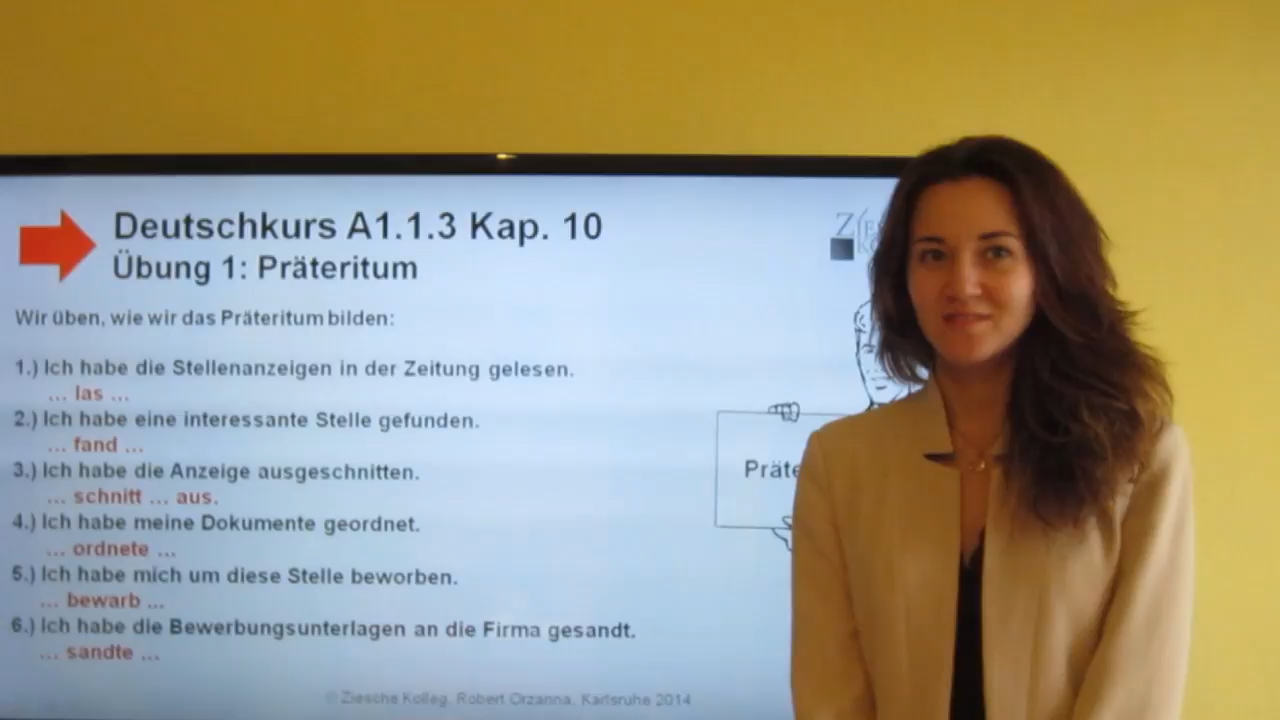 Deutschkurs A1.1.3 Kap. 10
Übung 1: Präteritum
Wir üben, wie wir das Präteritum bilden:
1.) Ich habe die Stellenanzeigen in der Zeitung gelesen.
... las ...
2.) Ich habe eine interessante Stelle gefunden.
... fand ...
3.) Ich habe die Anzeige ausgeschnitten.
... schnitt ... aus.
4.) Ich habe meine Dokumente geordnet.
... ordnete ...
5.) Ich habe mich um diese Stelle beworben.
... bewarb ...
6.) Ich habe die Bewerbungsunterlagen an die Firma gesandt.
... sandte ...
Präte
© Ziesche Kolleg, Robert Orzanna, Karlsruhe 2014